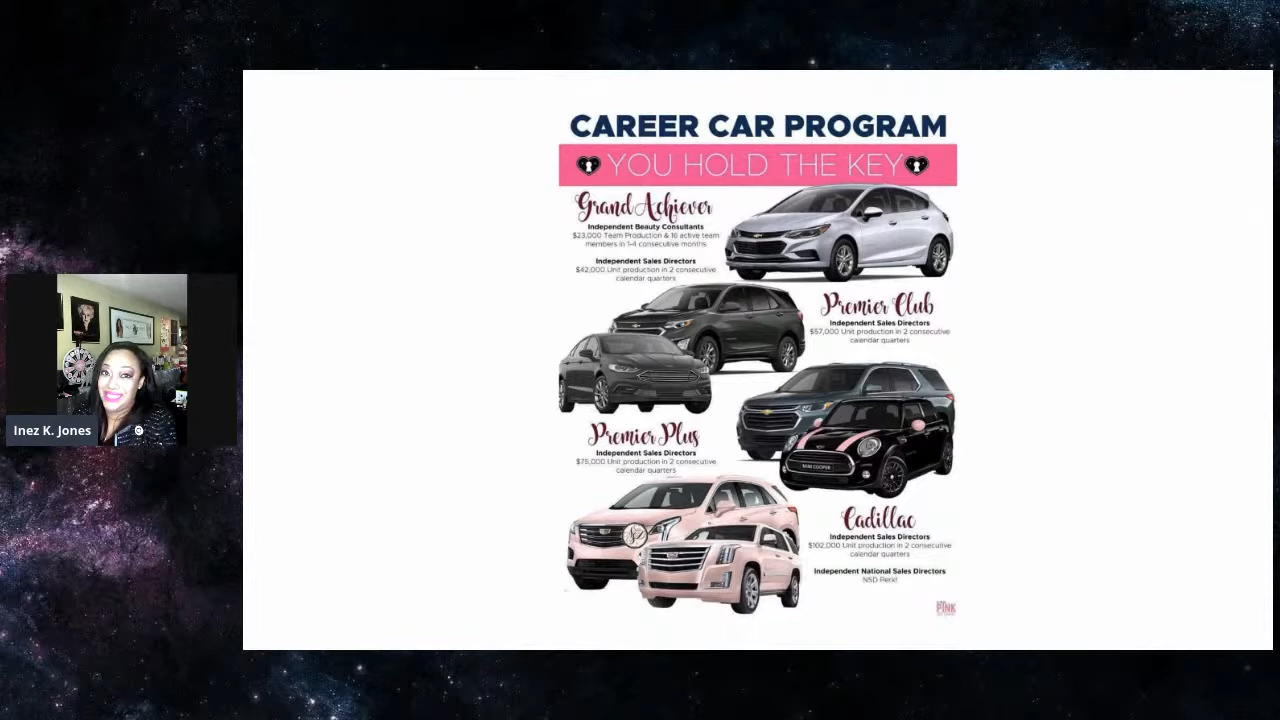 CAREER CAR PROGRAM
YOU HOLD THE KEY
Grand Achiever
Independent Beauty Consultants
$23,000 Team Production & 16 active team
members in 1-4 consecutive months
Independent Sales Directors
$42,000 Unit production in 2 consecutive
calendar quarters
Premier Club
Independent Sales Directors
$57,000 Unit production in 2 consecutive
calendar quarters
Premier Plus
Independent Sales Directors
$75,000 Unit production in 2 consecutive
calendar quarters
MINI COOPER
Cadillac
Independent Sales Directors
$102,000 Unit production in 2 consecutive
calendar quarters
Independent National Sales Directors
NSD Perk!
PINK
Inez K. Jones